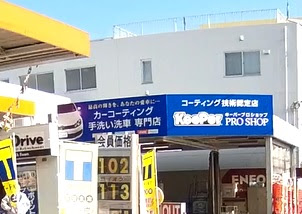 最高の輝きを、あなたの愛車に―
カーコーティング
手洗い洗車 専門店
コーティング技術認定店
KeePer
キーパープロショップ
PRO SHOP
Drive
会員価格
102
113
ENEO
OUT